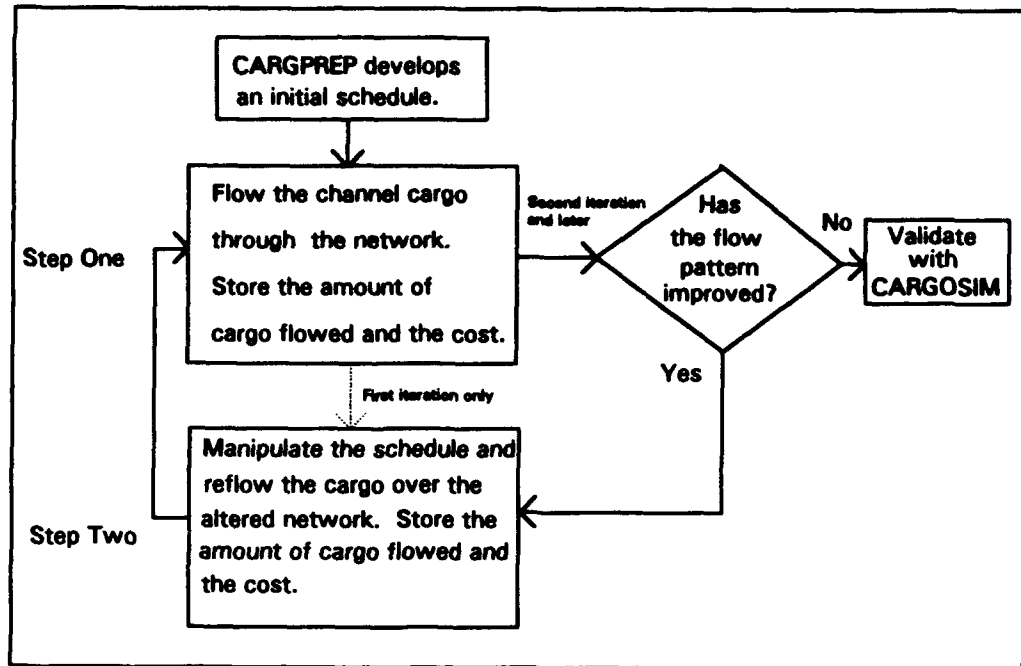 CARGPREP develops
an initial schedule.
Flow the channel cargo
through the network.
Store the amount of
cargo flowed and the cost.
Step One
Second iteration
and later
Has
the flow
pattern
improved?
No
Validate
with
CARGOSIM
Yes
First iteration only
Manipulate the schedule and
reflow the cargo over the
altered network. Store the
amount of cargo flowed and
the cost.
Step Two